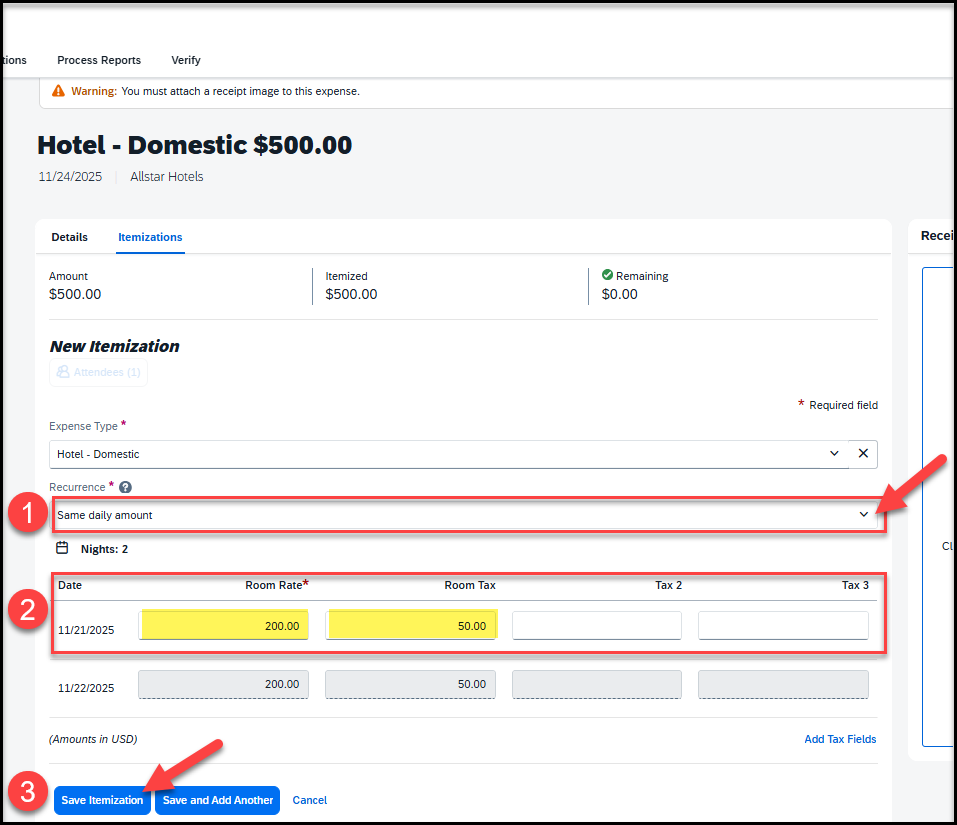 tions Process Reports Verify
Warning: You must attach a receipt image to this expense.
Hotel - Domestic $500.00
11/24/2025 Allstar Hotels
Details Itemizations
Recei
Amount Itemized Remaining
$500.00 $500.00 $0.00
New Itemization
Attendees (1)
* Required field
Expense Type *
Hotel - Domestic
Recurrence * ?
1
Same daily amount
Cl
Nights: 2
2
Date Room Rate* Room Tax Tax 2 Tax 3
11/21/2025 200.00 50.00
11/22/2025 200.00 50.00
(Amounts in USD) Add Tax Fields
3
Save Itemization Save and Add Another Cancel